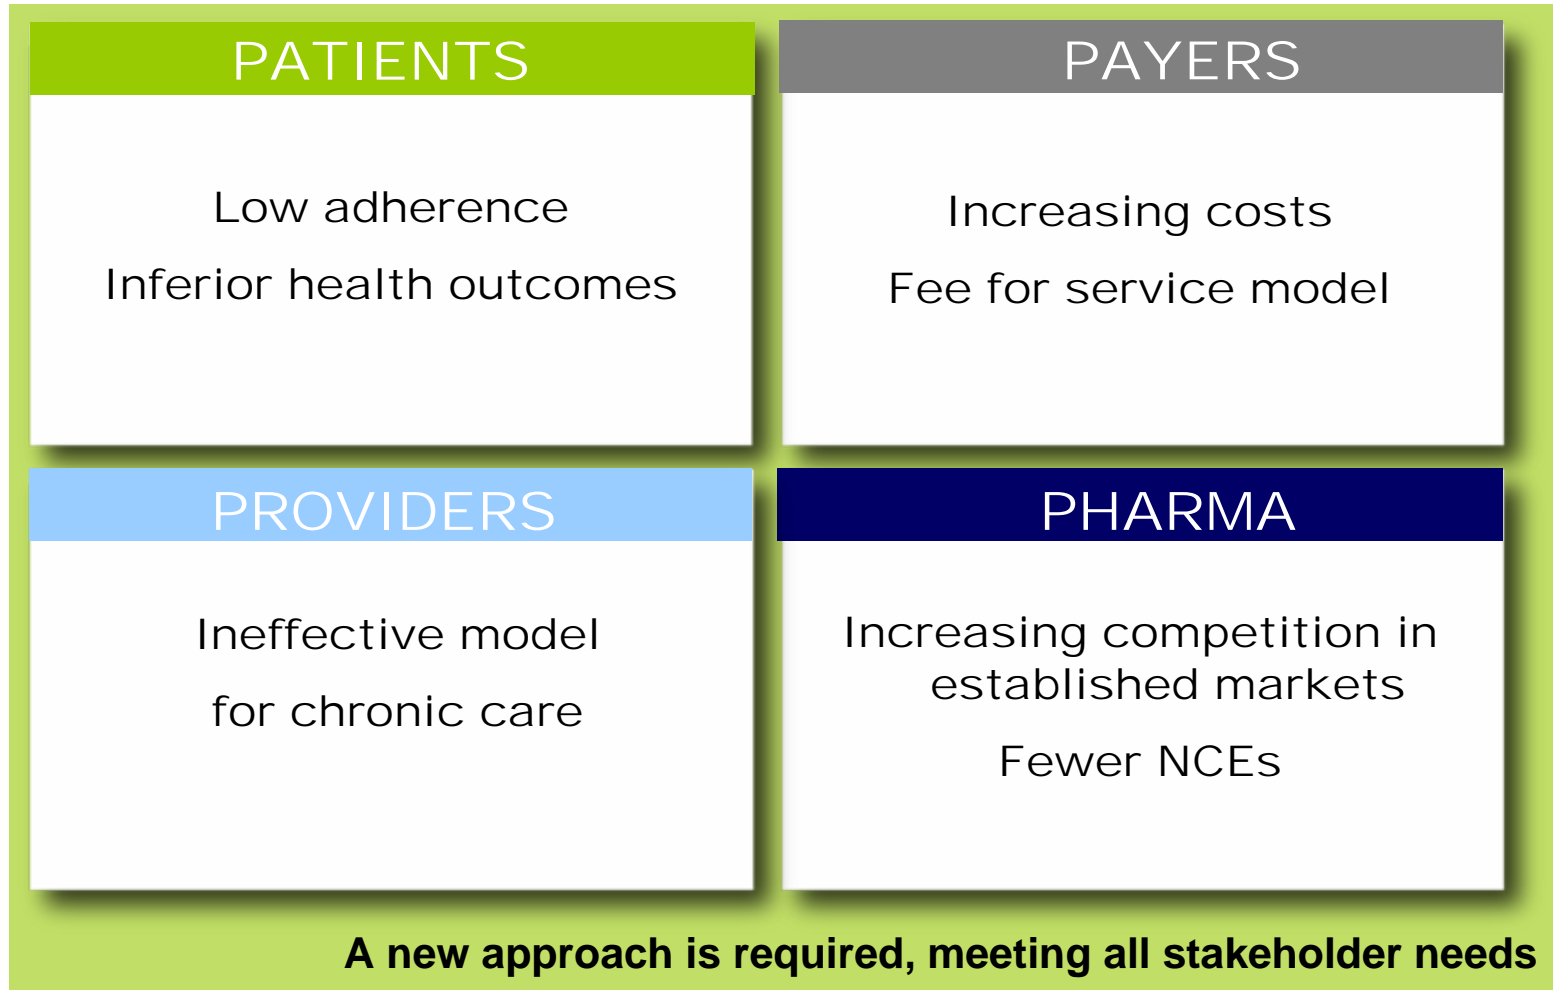 PATIENTS
Low adherence
Inferior health outcomes
PAYERS
Increasing costs
Fee for service model
PROVIDERS
Ineffective model
for chronic care
PHARMA
Increasing competition in
established markets
Fewer NCEs
A new approach is required, meeting all stakeholder needs